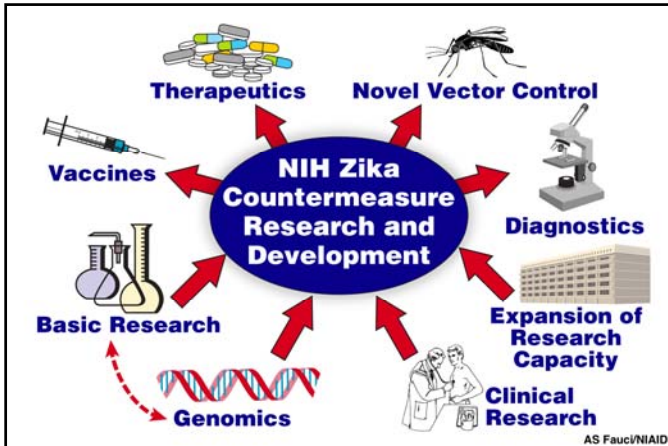 Therapeutics
Novel Vector Control
Vaccines
NIH Zika
Countermeasure
Research and
Development
Diagnostics
Basic Research
Expansion of
Research
Capacity
Genomics
Clinical
Research
AS Fauci/NIAID